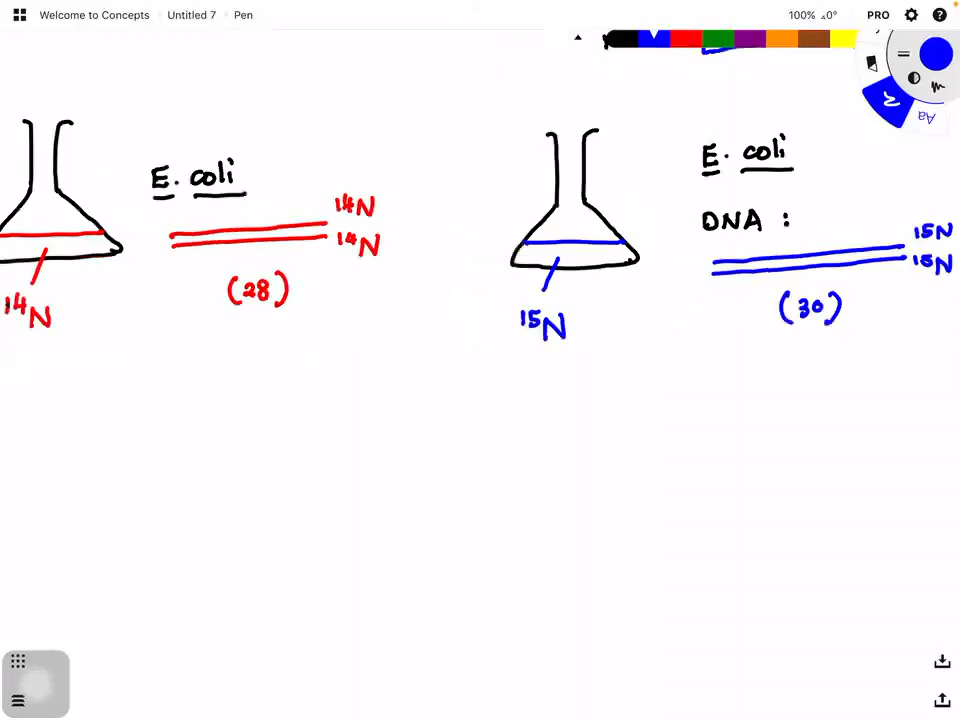 Welcome to Concepts Untitled 7 Pen
100% 0° PRO
Aa
E. coli
14N
14N
(28)
14N
E. coli
DNA :
15N
15N
(30)
15N